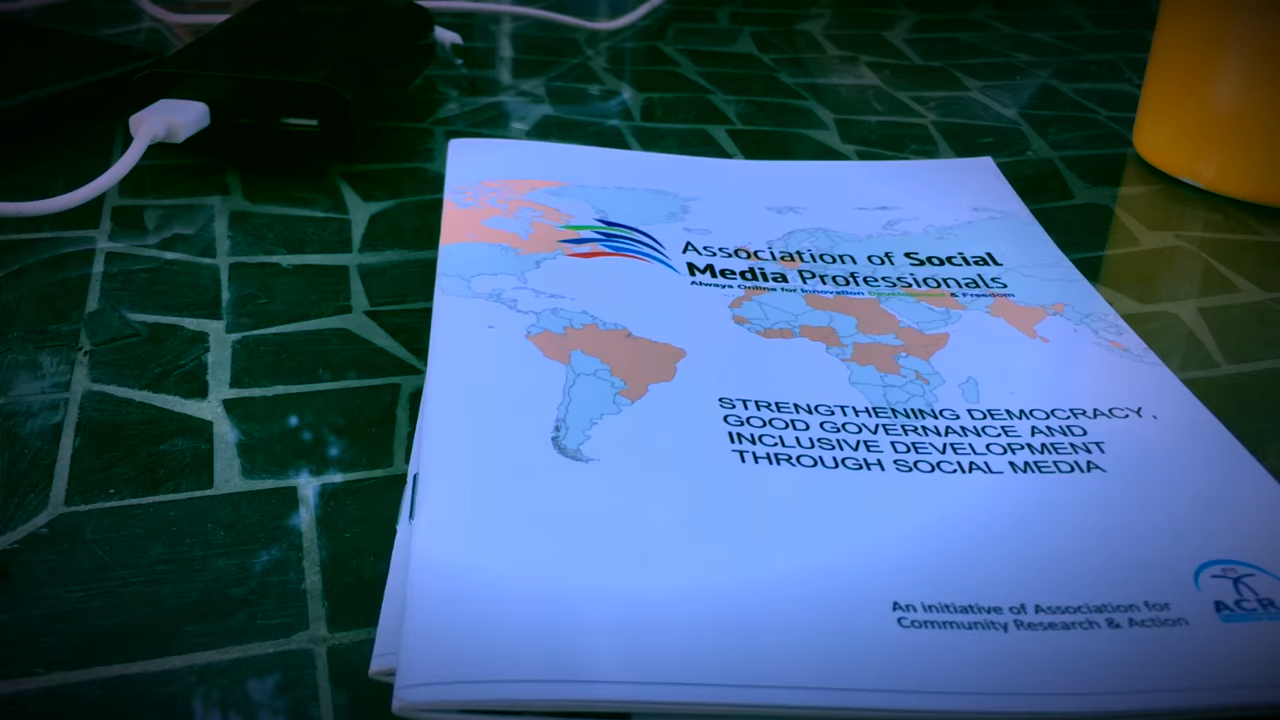 Association of Social
Media Professionals
Always Online for Innovation Development & Freedom
STRENGTHENING DEMOCRACY,
GOOD GOVERNANCE AND
INCLUSIVE DEVELOPMENT
THROUGH SOCIAL MEDIA
An initiative of Association for
Community Research & Action